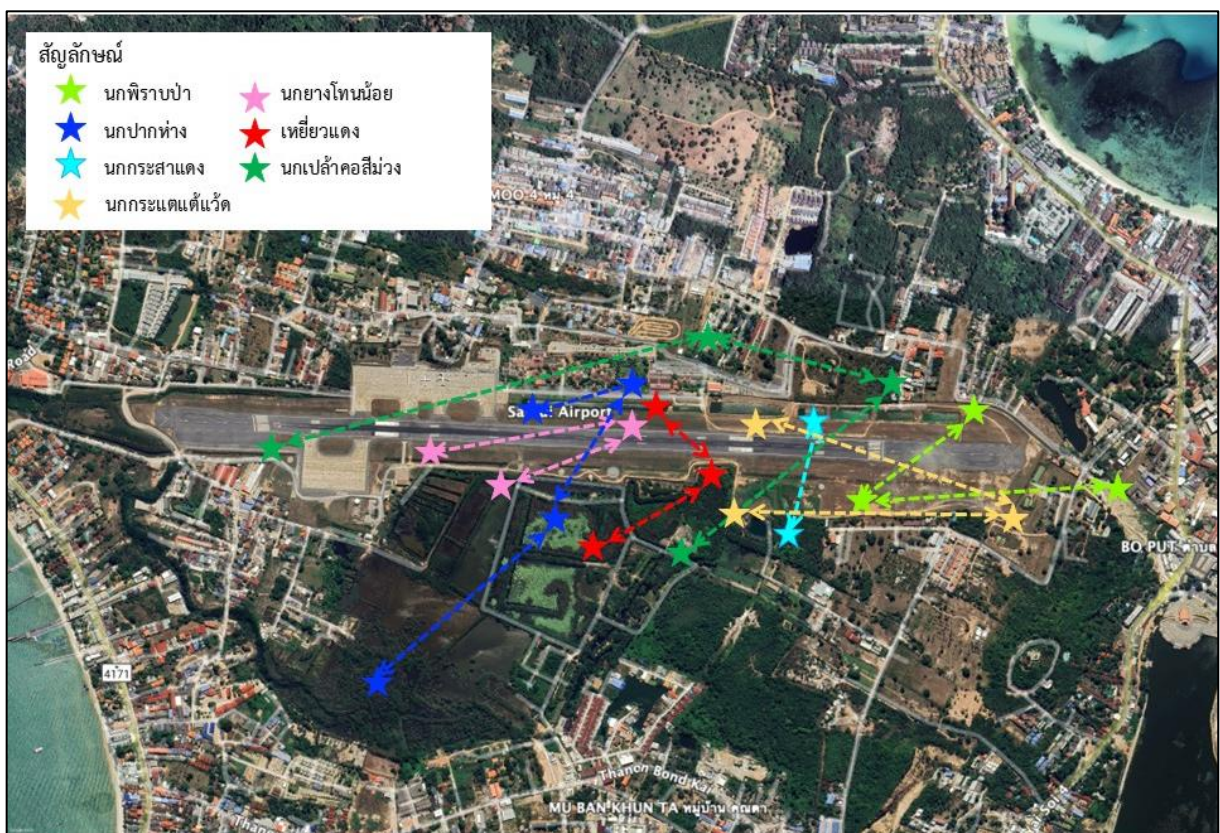 สัญลักษณ์
นกพิราบป่า
นกยางโทนน้อย
นกปากห่าง
เหยี่ยวแดง
นกกระสาแดง
นกเปล้าคอสีม่วง
นกกระแตแต้แว้ด
MOO 4 หมู่ 4
Road
Airport
BO PUT
4171
Thanon Bond Kai
MU BAN KHUN TA หมู่บ้าน คุณตา